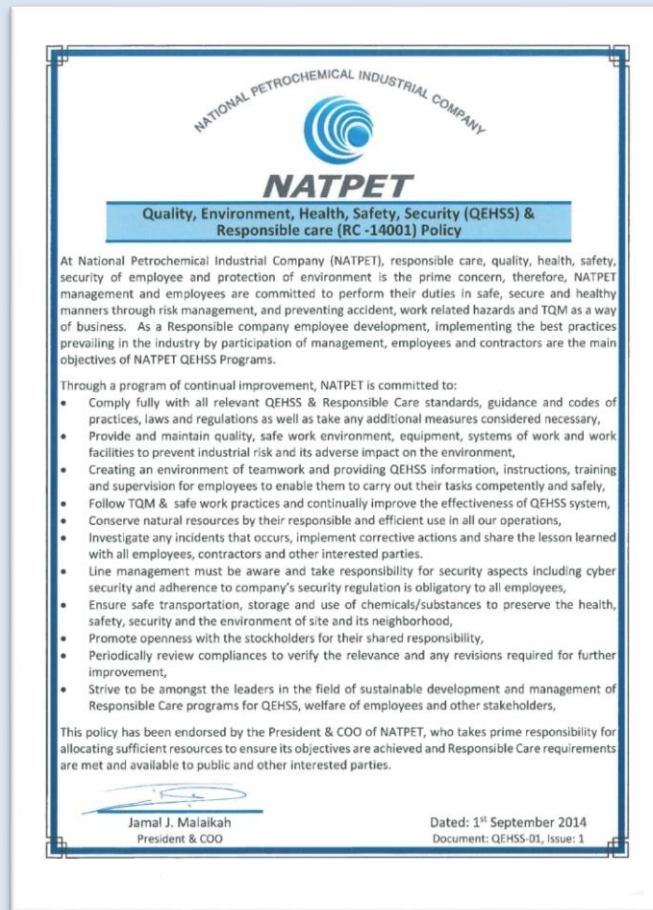 NATIONAL PETROCHEMICAL INDUSTRIAL COMPANY
NATPET
Quality, Environment, Health, Safety, Security (QEHSS) &
Responsible care (RC -14001) Policy
At National Petrochemical Industrial Company (NATPET), responsible care, quality, health, safety,
security of employee and protection of environment is the prime concern, therefore, NATPET
management and employees are committed to perform their duties in safe, secure and healthy
manners through risk management, and preventing accident, work related hazards and TQM as a way
of business. As a Responsible company employee development, implementing the best practices
prevailing in the industry by participation of management, employees and contractors are the main
objectives of NATPET QEHSS Programs.
Through a program of continual improvement, NATPET is committed to:
• Comply fully with all relevant QEHSS & Responsible Care standards, guidance and codes of
practices, laws and regulations as well as take any additional measures considered necessary,
• Provide and maintain quality, safe work environment, equipment, systems of work and work
facilities to prevent industrial risk and its adverse impact on the environment,
• Creating an environment of teamwork and providing QEHSS information, instructions, training
and supervision for employees to enable them to carry out their tasks competently and safely,
• Follow TQM & safe work practices and continually improve the effectiveness of QEHSS system,
• Conserve natural resources by their responsible and efficient use in all our operations,
• Investigate any incidents that occurs, implement corrective actions and share the lesson learned
with all employees, contractors and other interested parties.
• Line management must be aware and take responsibility for security aspects including cyber
security and adherence to company's security regulation is obligatory to all employees,
• Ensure safe transportation, storage and use of chemicals/substances to preserve the health,
safety, security and the environment of site and its neighborhood,
• Promote openness with the stockholders for their shared responsibility,
• Periodically review compliances to verify the relevance and any revisions required for further
improvement,
• Strive to be amongst the leaders in the field of sustainable development and management of
Responsible Care programs for QEHSS, welfare of employees and other stakeholders,
This policy has been endorsed by the President & COO of NATPET, who takes prime responsibility for
allocating sufficient resources to ensure its objectives are achieved and Responsible Care requirements
are met and available to public and other interested parties.
Jamal J. Malaikah
President & COO
Dated: 1st September 2014
Document: QEHSS-01, Issue: 1